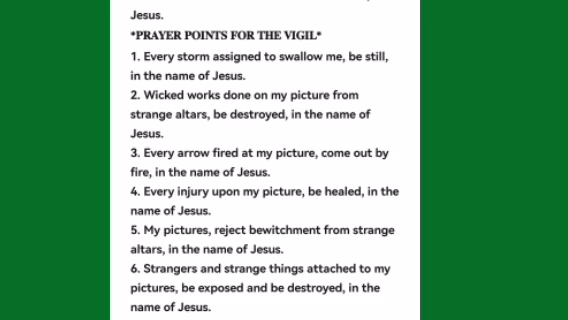 Jesus.
*PRAYER POINTS FOR THE VIGIL*
1. Every storm assigned to swallow me, be still,
in the name of Jesus.
2. Wicked works done on my picture from
strange altars, be destroyed, in the name of
Jesus.
3. Every arrow fired at my picture, come out by
fire, in the name of Jesus.
4. Every injury upon my picture, be healed, in the
name of Jesus.
5. My pictures, reject bewitchment from strange
altars, in the name of Jesus.
6. Strangers and strange things attached to my
pictures, be exposed and be destroyed, in the
name of Jesus.